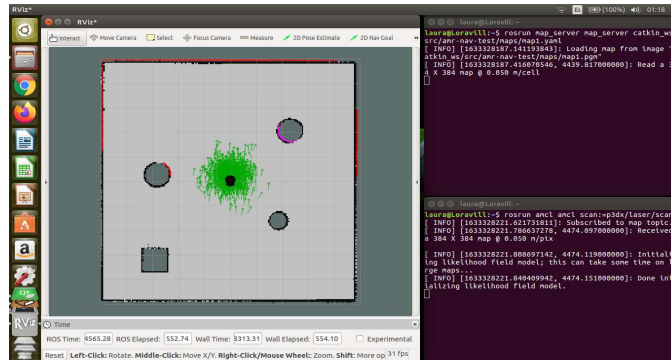 RViz*
Es
(100%)
01:18
RViz*
Interact
Move Camera
Select
Focus Camera
Measure
2D Pose Estimate
2D Nav Goal
Time
ROS Time: 4565.28 ROS Elapsed: 552.74 Wall Time: 3313.31 Wall Elapsed: 554.10 Experimental
Reset Left-Click: Rotate. Middle-Click: Move X/Y. Right-Click/Mouse Wheel: Zoom. Shift: More op 31 fps
laura@Loravill:
laura@Loravill:~$ rosrun map_server map_server catkin_ws
src/amr-nav-test/maps/map1.yaml
[ INFO] [1633328187.141193843]: Loading map from image "
atkin_ws/src/amr-nav-test/maps/map1.pgm"
[ INFO] [1633328187.416070546, 4439.817000000]: Read a 3
4 X 384 map @ 0.050 m/cell
laura@Loravill:
laura@Loravill:~$ rosrun amcl amcl scan:=p3dx/laser/scan
[ INFO] [1633328221.621731811]: Subscribed to map topic.
[ INFO] [1633328221.786637278, 4474.097000000]: Received
a 384 X 384 map @ 0.050 m/pix
[ INFO] [1633328221.808697142, 4474.119000000]: Initiali
ing likelihood field model; this can take some time on l
rge maps...
[ INFO] [1633328221.840409942, 4474.151000000]: Done ini
ializing likelihood field model.